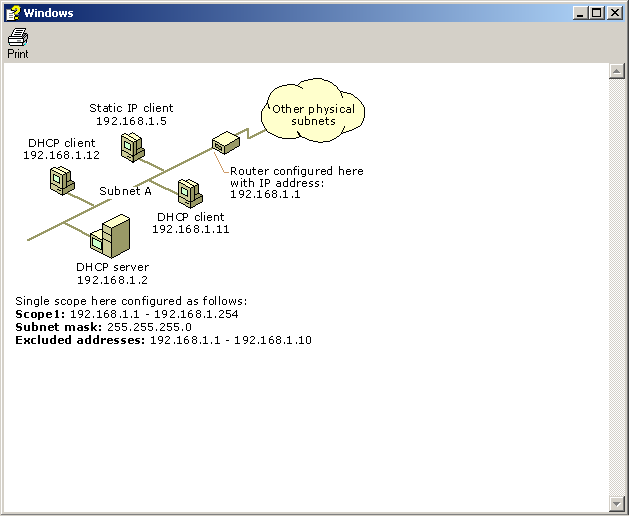 Windows
Print
Other physical
subnets
Static IP client
192.168.1.5
DHCP client
192.168.1.12
Router configured here
with IP address:
192.168.1.1
Subnet A
DHCP client
192.168.1.11
DHCP server
192.168.1.2
Single scope here configured as follows:
Scope1: 192.168.1.1 - 192.168.1.254
Subnet mask: 255.255.255.0
Excluded addresses: 192.168.1.1 - 192.168.1.10